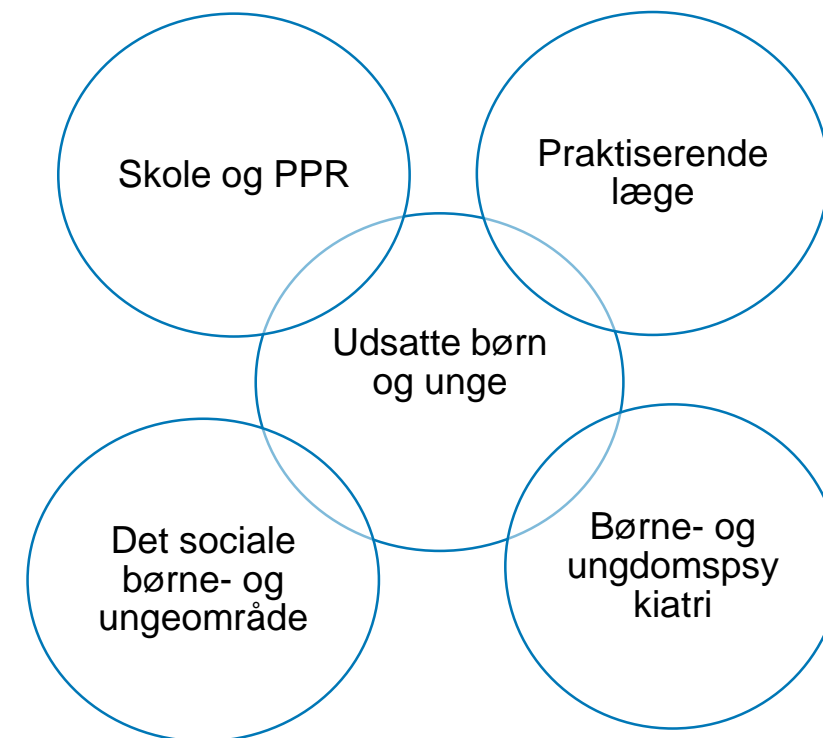 Skole og PPR
Praktiserende
læge
Udsatte børn
og unge
Det sociale
børne- og
ungeområde
Børne- og
ungdomspsy
kiatri